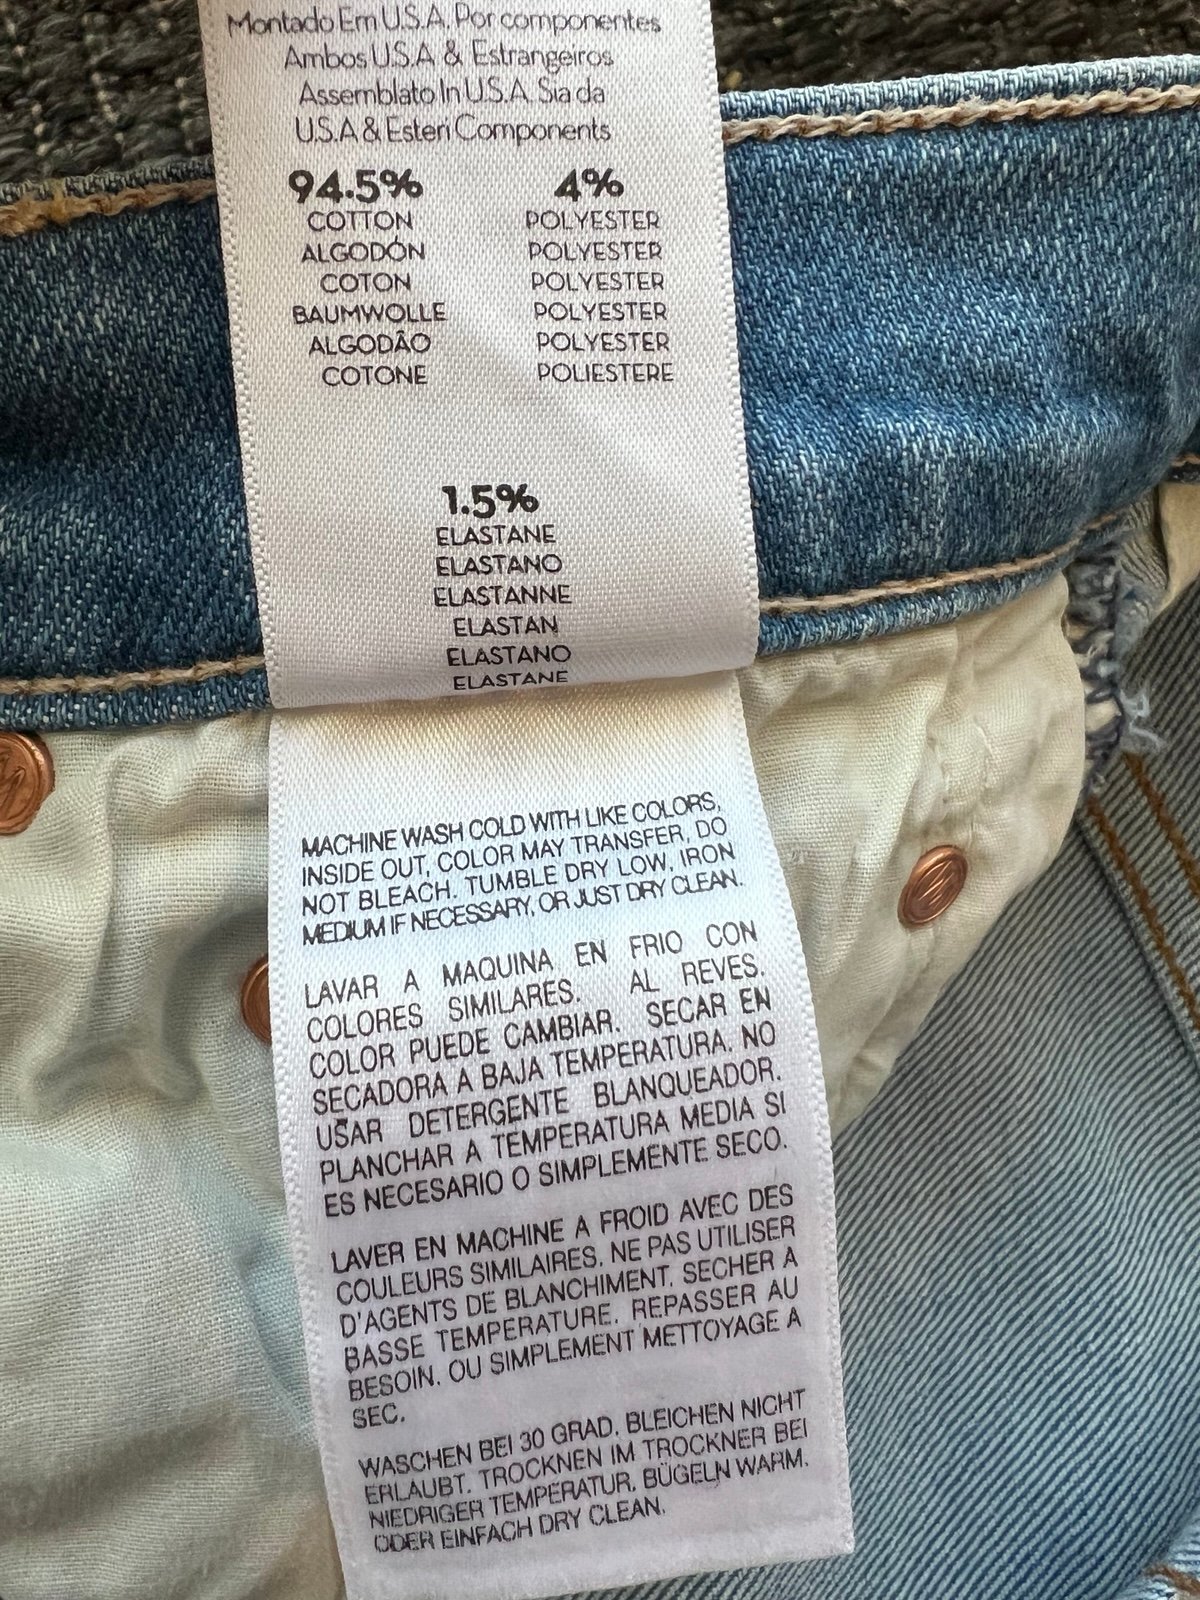 Montado Em U.S.A. Por componentes
Ambos U.S.A & Estrangeiros
Assemblato In U.S.A. Sia da
U.S.A & Esteri Components
94.5%
COTTON
ALGODÓN
COTON
BAUMWOLLE
ALGODÃO
COTONE
4%
POLYESTER
POLYESTER
POLYESTER
POLYESTER
POLYESTER
POLIESTERE
1.5%
ELASTANE
ELASTANO
ELASTANNE
ELASTAN
ELASTANO
ELASTANE
MACHINE WASH COLD WITH LIKE COLORS,
INSIDE OUT, COLOR MAY TRANSFER, DO
NOT BLEACH. TUMBLE DRY LOW, IRON
MEDIUM IF NECESSARY, OR JUST DRY CLEAN.
LAVAR A MAQUINA EN FRIO CON
COLORES SIMILARES. AL REVES.
COLOR PUEDE CAMBIAR. SECAR EN
SECADORA A BAJA TEMPERATURA. NO
USAR DETERGENTE BLANQUEADOR.
PLANCHAR A TEMPERATURA MEDIA SI
ES NECESARIO O SIMPLEMENTE SECO.
LAVER EN MACHINE A FROID AVEC DES
COULEURS SIMILAIRES. NE PAS UTILISER
D'AGENTS DE BLANCHIMENT. SECHER A
BASSE TEMPERATURE. REPASSER AU
BESOIN. OU SIMPLEMENT METTOYAGE A
SEC.
WASCHEN BEI 30 GRAD. BLEICHEN NICHT
ERLAUBT. TROCKNEN IM TROCKNER BEI
NIEDRIGER TEMPERATUR. BÜGELN WARM.
ODER EINFACH DRY CLEAN.